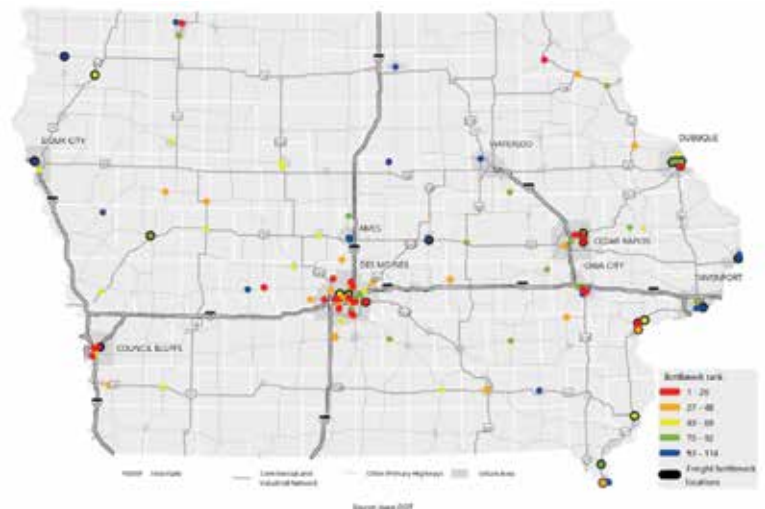 SIOUX CITY
WATERLOO
DUBUQUE
AMES
CEDAR RAPIDS
DES MOINES
IOWA CITY
DAVENPORT
COUNCIL BLUFFS
Bottleneck rank
1 - 26
27 - 48
49 - 69
70 - 92
93 - 114
Freight bottleneck
locations
Interstate
Commercial and
Industrial Network
Other Primary Highways
Urban Area
Source: Iowa DOT